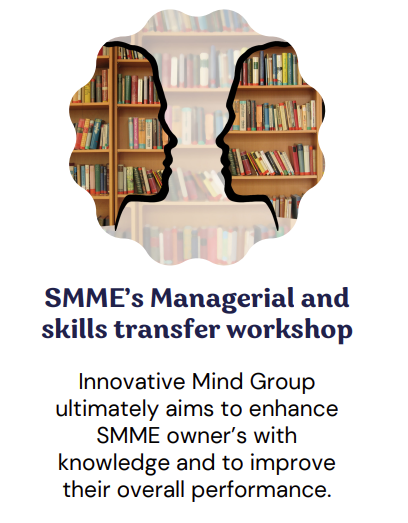 SMME's Managerial and
skills transfer workshop
Innovative Mind Group
ultimately aims to enhance
SMME owner's with
knowledge and to improve
their overall performance.